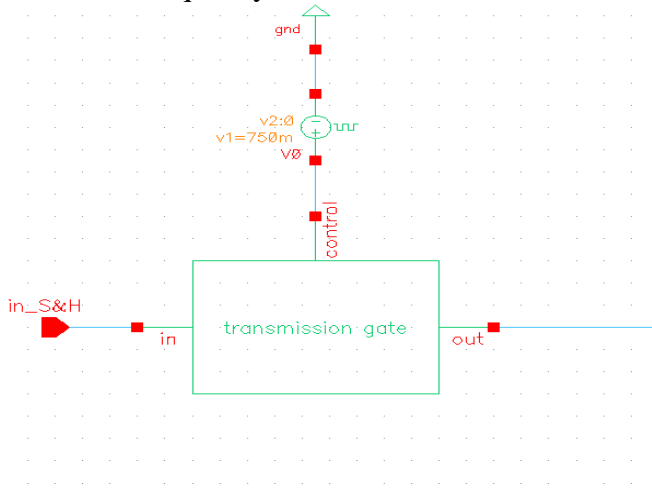 gnd
v2:0
v1=750m
V0
control
in_S&H
in
transmission gate
out